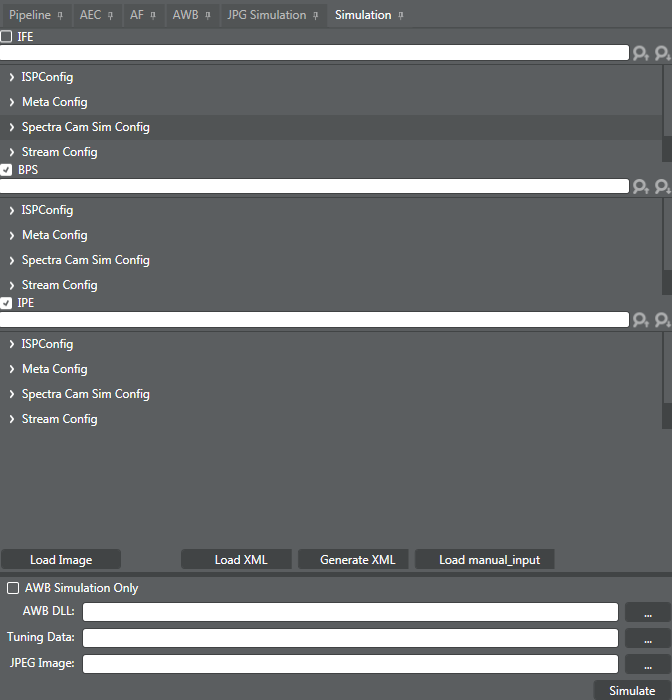 Pipeline AEC AF AWB JPG Simulation Simulation
IFE
ISPConfig
Meta Config
Spectra Cam Sim Config
Stream Config
BPS
ISPConfig
Meta Config
Spectra Cam Sim Config
Stream Config
IPE
ISPConfig
Meta Config
Spectra Cam Sim Config
Stream Config
Load Image Load XML Generate XML Load manual_input
AWB Simulation Only
AWB DLL: ...
Tuning Data: ...
JPEG Image: ...
Simulate